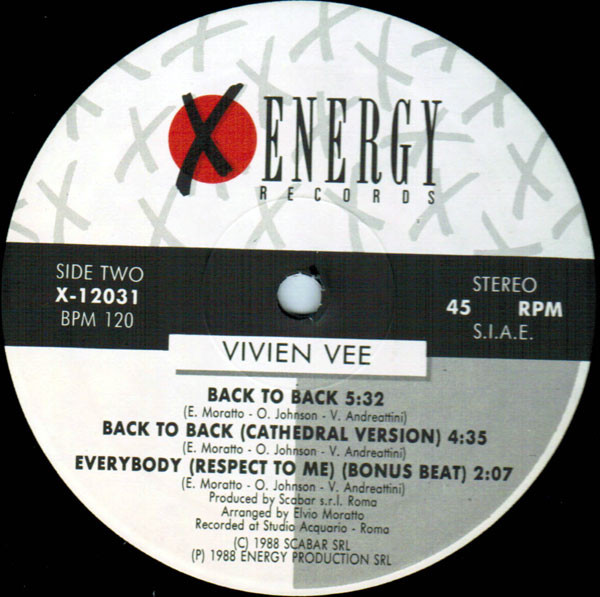 X ENERGY
RECORDS
SIDE TWO
X-12031
BPM 120
STEREO
45 RPM
S.I.A.E.
VIVIEN VEE
BACK TO BACK 5:32
(E. Moratto - O. Johnson - V. Andreattini)
BACK TO BACK (CATHEDRAL VERSION) 4:35
(E. Moratto - O. Johnson - V. Andreattini)
EVERYBODY (RESPECT TO ME) (BONUS BEAT) 2:07
(E. Moratto - O. Johnson - V. Andreattini)
Produced by Scabar s.r.l. Roma
Arranged by Elvio Moratto
Recorded at Studio Acquario - Roma
(C) 1988 SCABAR SRL
(P) 1988 ENERGY PRODUCTION SRL